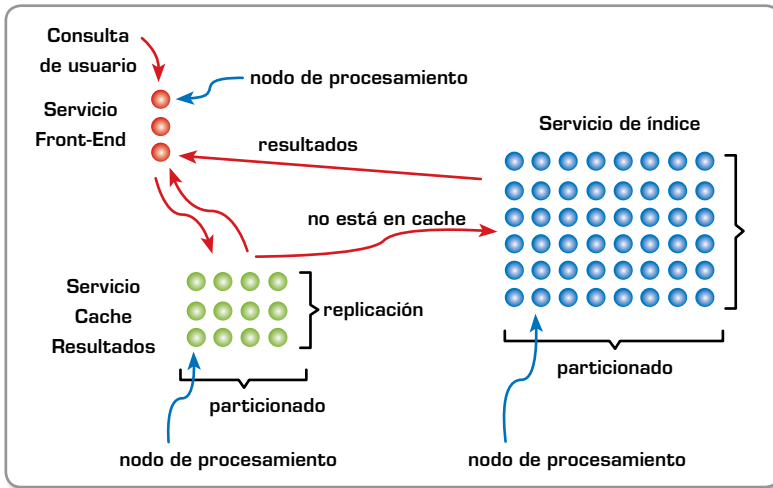 Consulta
de usuario
nodo de procesamiento
Servicio
Front-End
Servicio de índice
resultados
no está en cache
Servicio
Cache
Resultados
replicación
particionado
particionado
nodo de procesamiento
nodo de procesamiento